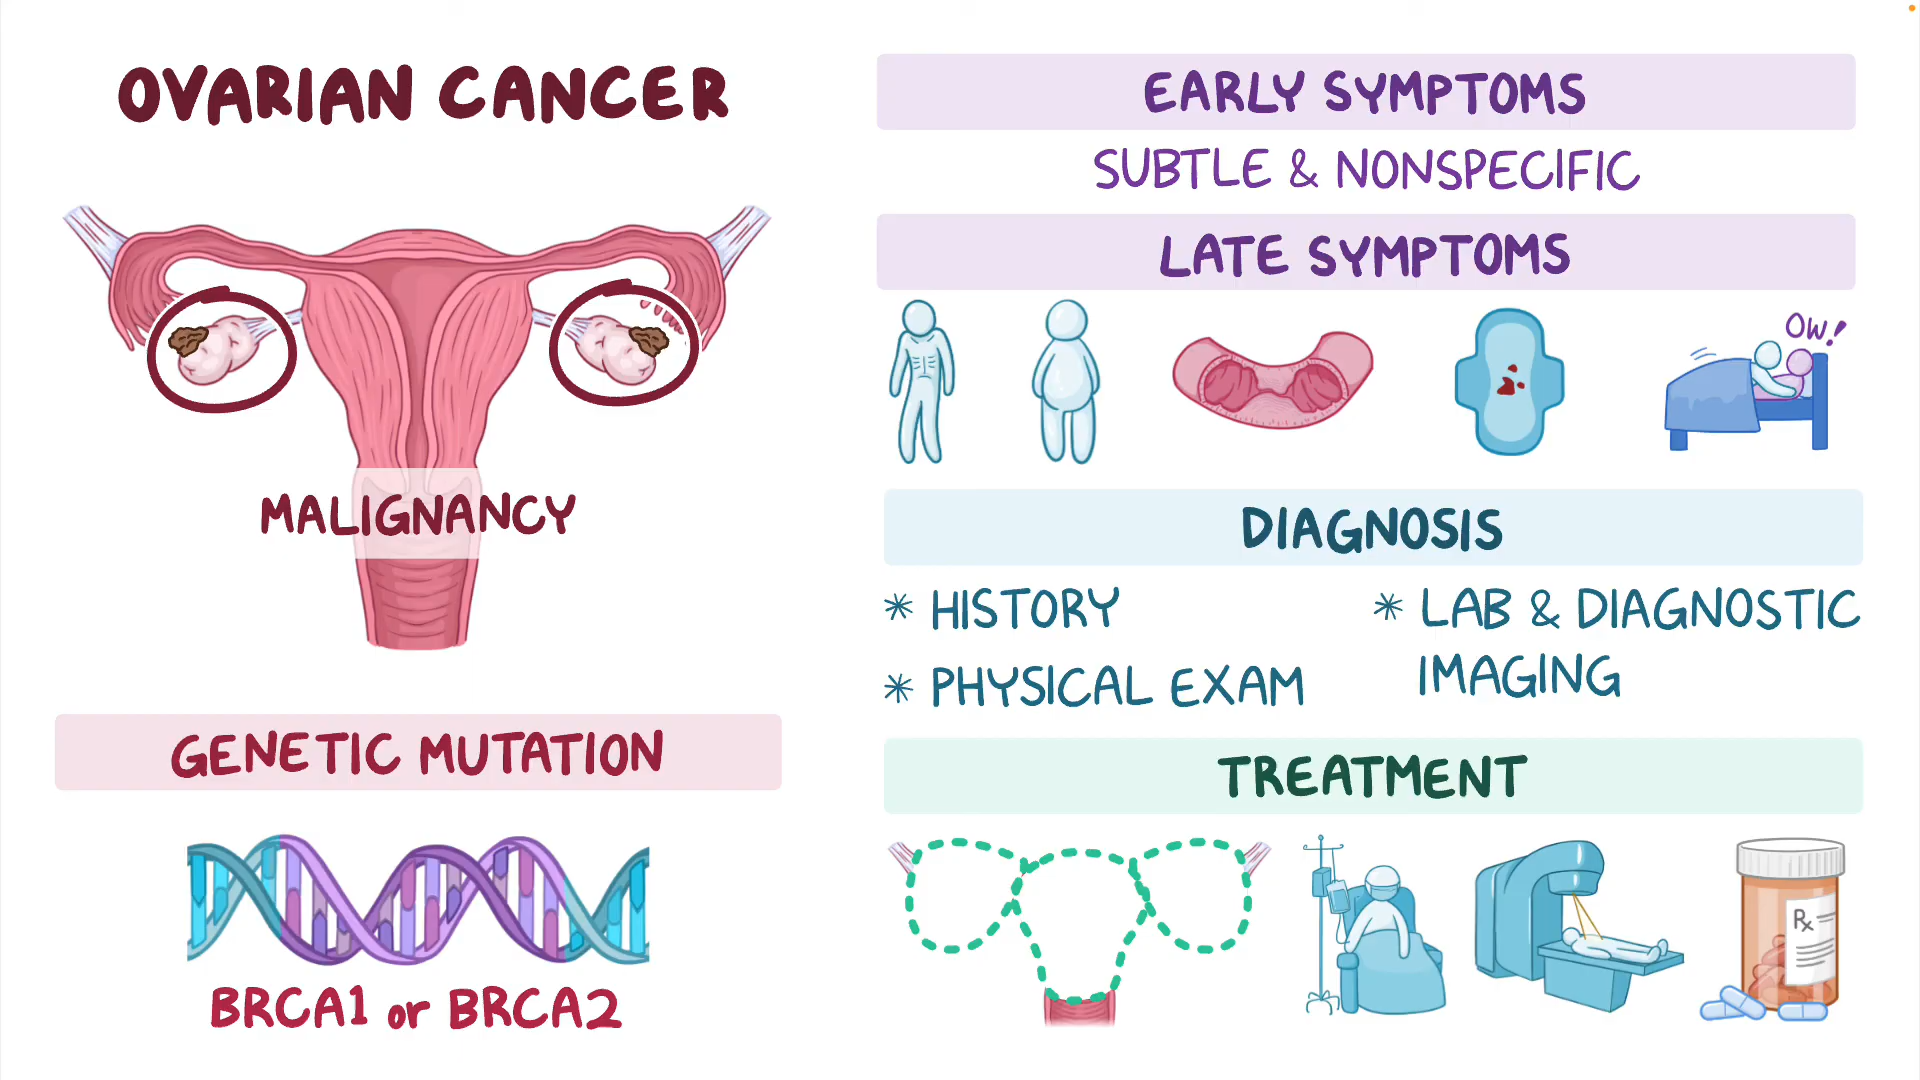 OVARIAN CANCER
MALIGNANCY
GENETIC MUTATION
BRCA1 or BRCA2
EARLY SYMPTOMS
SUBTLE & NONSPECIFIC
LATE SYMPTOMS
OW!
DIAGNOSIS
* HISTORY
* PHYSICAL EXAM
* LAB & DIAGNOSTIC
IMAGING
TREATMENT
Rx